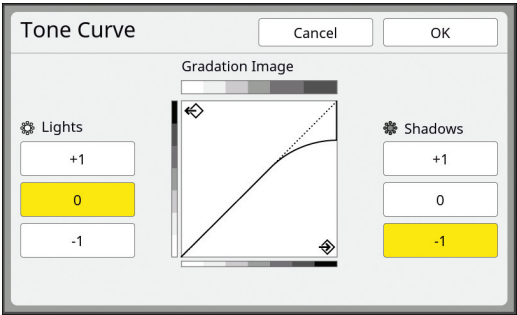 Tone Curve
Cancel
OK
Gradation Image
Lights
+1
0
-1
Shadows
+1
0
-1